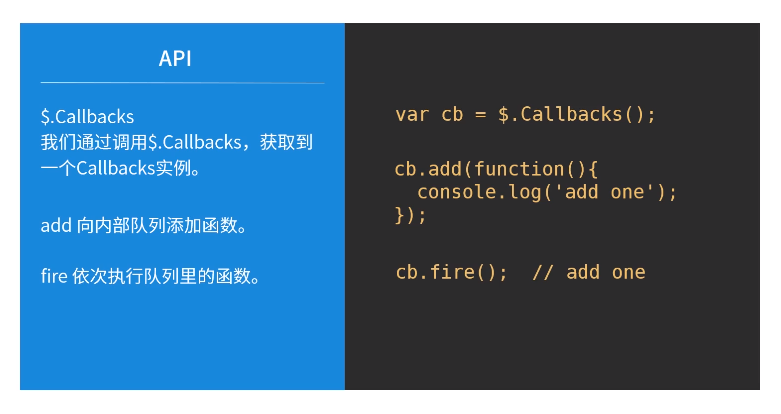 API
$.Callbacks
我们通过调用$.Callbacks，获取到
一个Callbacks实例。
add 向内部队列添加函数。
fire 依次执行队列里的函数。
var cb = $.Callbacks();
cb.add(function(){
  console.log('add one');
});
cb.fire();  // add one